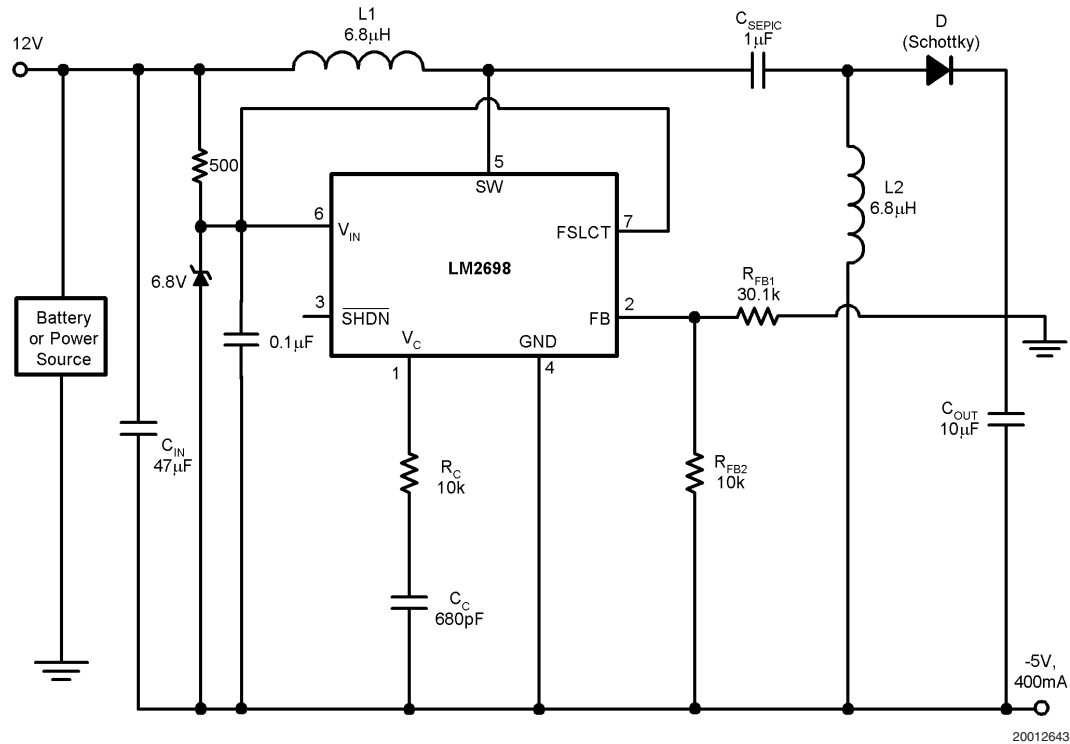 12V
L1
6.8μH
C_SEPIC
1μF
D
(Schottky)
500
5
SW
6
V_IN
7
FSLCT
L2
6.8μH
LM2698
6.8V
R_FB1
30.1k
3
SHDN
2
FB
Battery
or Power
Source
0.1μF
V_C
GND
1
4
C_IN
47μF
C_OUT
10μF
R_C
10k
R_FB2
10k
C_C
680pF
-5V,
400mA
20012643